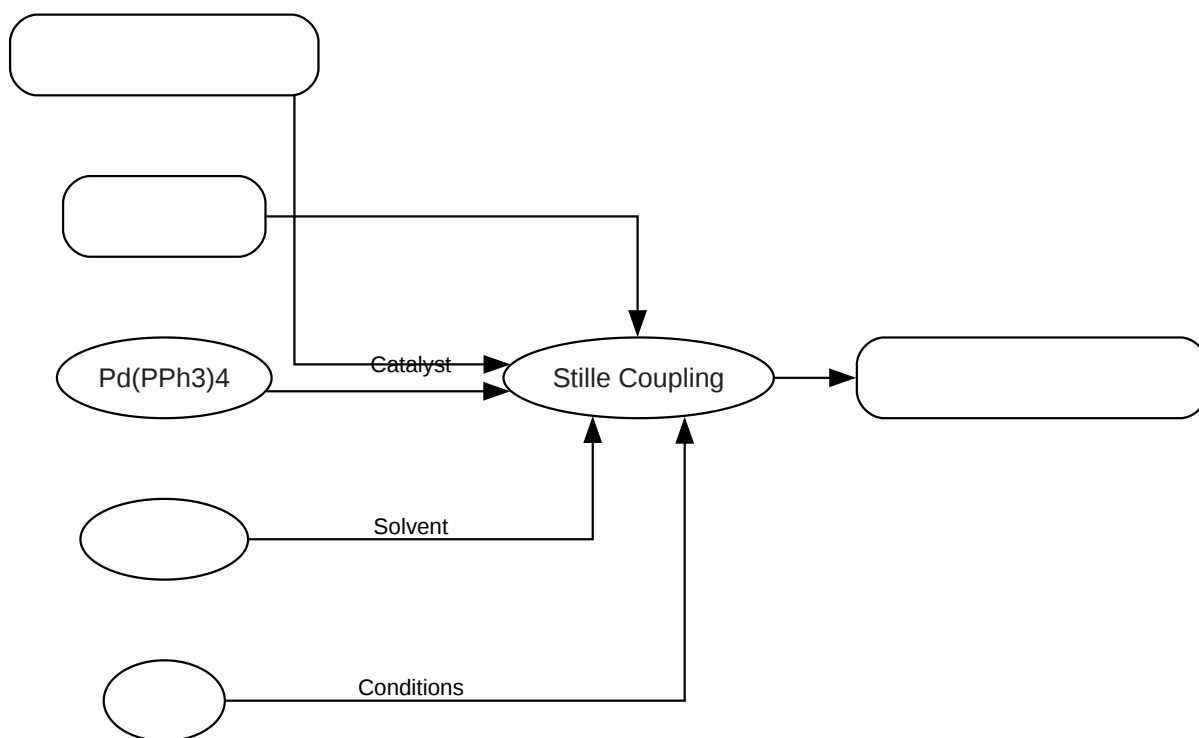 Catalyst
Pd(PPh3)4
Stille Coupling
Solvent
Conditions